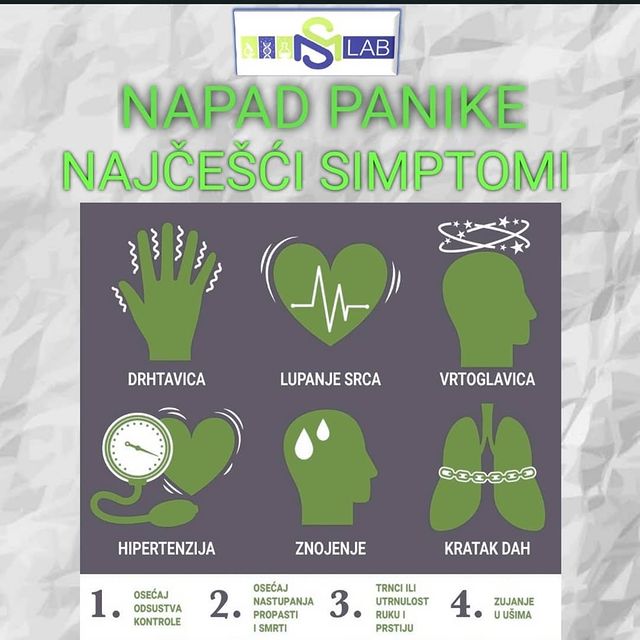 SM LAB
NAPAD PANIKE
NAJČEŠĆI SIMPTOMI
DRHTAVICA
LUPANJE SRCA
VRTOGLAVICA
HIPERTENZIJA
ZNOJENJE
KRATAK DAH
1. OSEĆAJ
ODSUSTVA
KONTROLE
2. OSEĆAJ
NASTUPANJA
PROPASTI
I SMRTI
3. TRNCI ILI
UTRNULOST
RUKU I
PRSTIJU
4. ZUJANJE
U UŠIMA